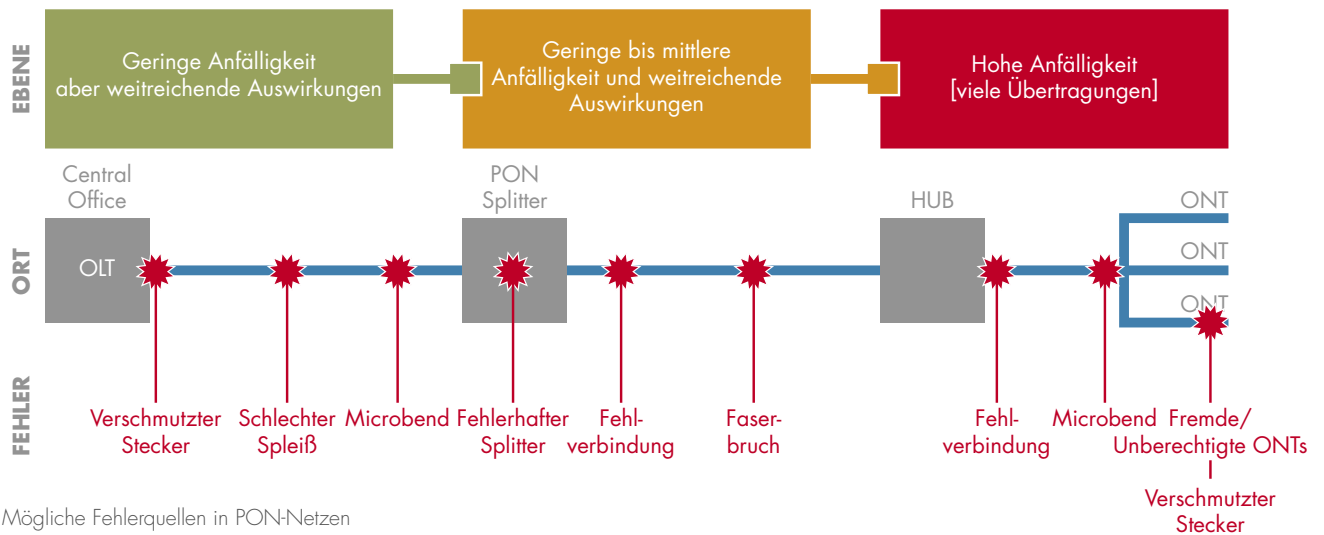 EBENE
Geringe Anfälligkeit
aber weitreichende Auswirkungen
Geringe bis mittlere
Anfälligkeit und weitreichende
Auswirkungen
Hohe Anfälligkeit
[viele Übertragungen]
ORT
Central
Office
OLT
PON
Splitter
HUB
ONT
ONT
ONT
FEHLER
Verschmutzter
Stecker
Schlechter
Spleiß
Microbend
Fehlerhafter
Splitter
Fehl-
verbindung
Faser-
bruch
Fehl-
verbindung
Microbend
Fremde/
Unberechtigte ONTs
Verschmutzter
Stecker
Mögliche Fehlerquellen in PON-Netzen